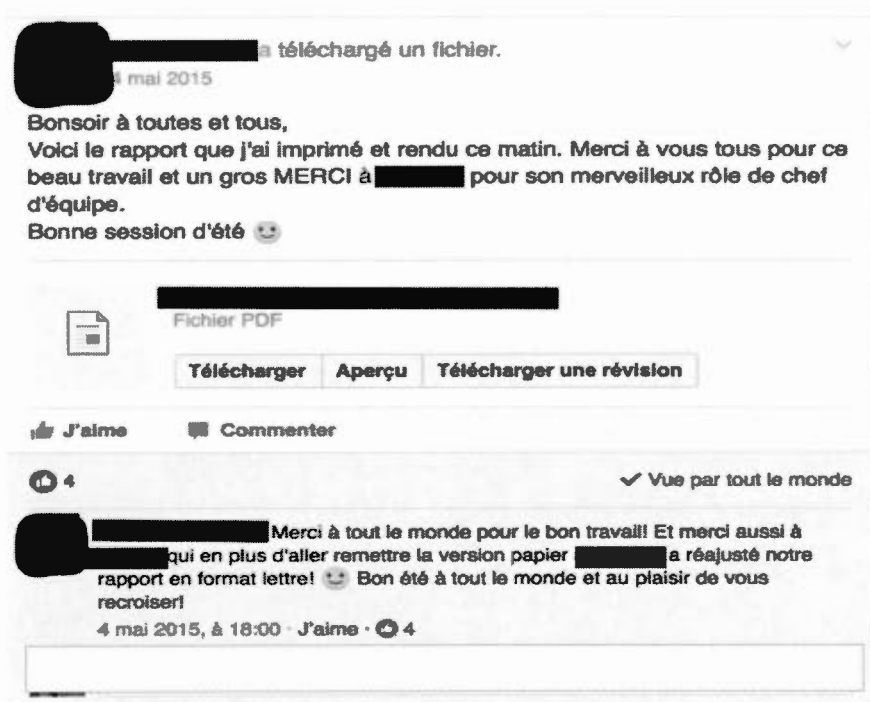 a téléchargé un fichier.
4 mai 2015
Bonsoir à toutes et tous,
Voici le rapport que j'ai imprimé et rendu ce matin. Merci à vous tous pour ce
beau travail et un gros MERCI à pour son merveilleux rôle de chef
d'équipe.
Bonne session d'été
Fichier PDF
Télécharger Aperçu Télécharger une révision
J'aime Commenter
4 Vue par tout le monde
Merci à tout le monde pour le bon travail! Et merci aussi à
qui en plus d'aller remettre la version papier a réajusté notre
rapport en format lettre! Bon été à tout le monde et au plaisir de vous
recroiser!
4 mai 2015, à 18:00 · J'aime · 4